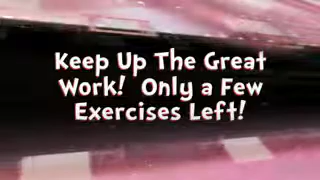 Keep Up The Great
Work!  Only a Few
Exercises Left!